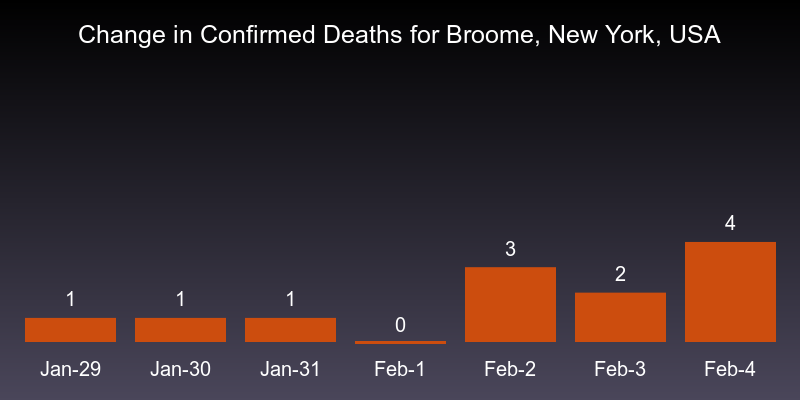 Change in Confirmed Deaths for Broome, New York, USA
4
3
2
1 1 1
0
Jan-29 Jan-30 Jan-31 Feb-1 Feb-2 Feb-3 Feb-4